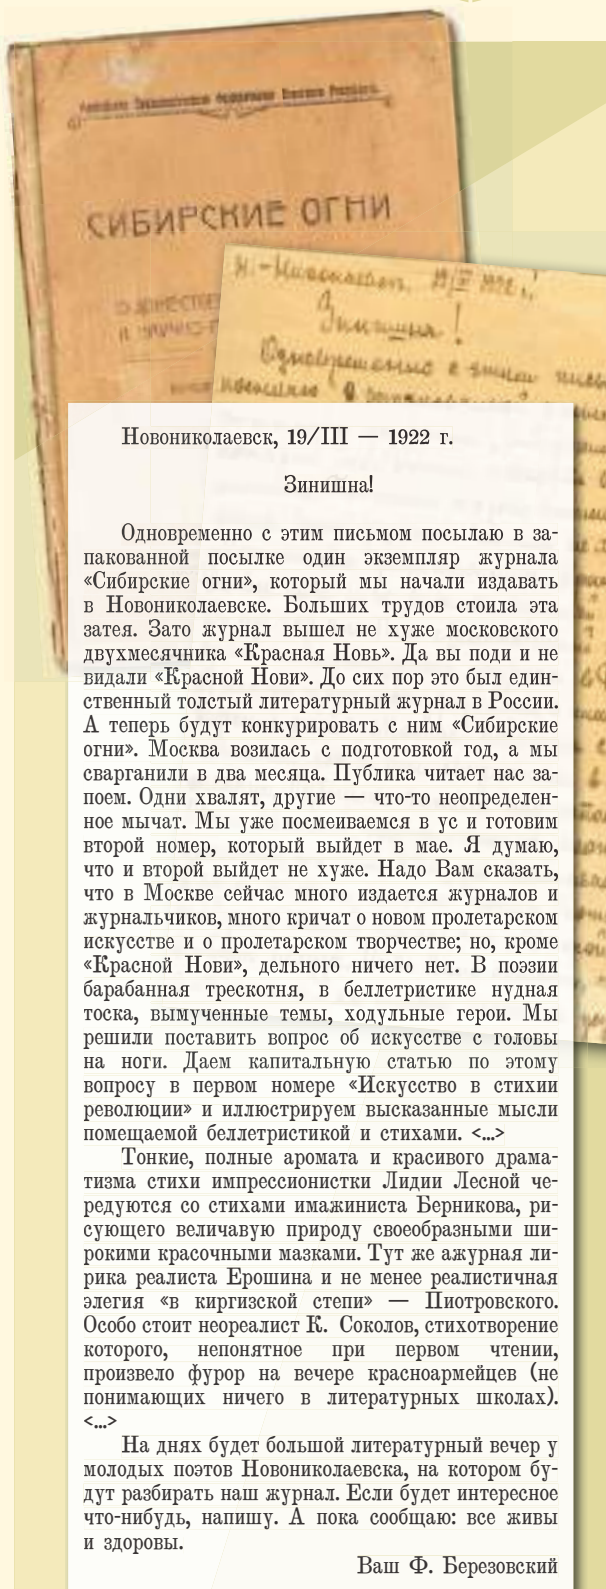 СИБИРСКИЕ ОГНИ
Зинишна!
Одновременно с этим
Новониколаевск, 19/III — 1922 г.
Зинишна!
Одновременно с этим письмом посылаю в за-
пакованной посылке один экземпляр журнала
«Сибирские огни», который мы начали издавать
в Новониколаевске. Больших трудов стоила эта
затея. Зато журнал вышел не хуже московского
двухмесячника «Красная Новь». Да вы поди и не
видали «Красной Нови». До сих пор это был един-
ственный толстый литературный журнал в России.
А теперь будут конкурировать с ним «Сибирские
огни». Москва возилась с подготовкой год, а мы
сварганили в два месяца. Публика читает нас за-
поем. Одни хвалят, другие — что-то неопределен-
ное мычат. Мы уже посмеиваемся в ус и готовим
второй номер, который выйдет в мае. Я думаю,
что и второй выйдет не хуже. Надо Вам сказать,
что в Москве сейчас много издается журналов и
журнальчиков, много кричат о новом пролетарском
искусстве и о пролетарском творчестве; но, кроме
«Красной Нови», дельного ничего нет. В поэзии
барабанная трескотня, в беллетристике нудная
тоска, вымученные темы, ходульные герои. Мы
решили поставить вопрос об искусстве с головы
на ноги. Даем капитальную статью по этому
вопросу в первом номере «Искусство в стихии
революции» и иллюстрируем высказанные мысли
помещаемой беллетристикой и стихами. <...>
Тонкие, полные аромата и красивого драма-
тизма стихи импрессионистки Лидии Лесной че-
редуются со стихами имажиниста Берникова, ри-
сующего величавую природу своеобразными ши-
рокими красочными мазками. Тут же ажурная ли-
рика реалиста Ерошина и не менее реалистичная
элегия «в киргизской степи» — Пиотровского.
Особо стоит неореалист К. Соколов, стихотворение
которого, непонятное при первом чтении,
произвело фурор на вечере красноармейцев (не
понимающих ничего в литературных школах).
<...>
На днях будет большой литературный вечер у
молодых поэтов Новониколаевска, на котором бу-
дут разбирать наш журнал. Если будет интересное
что-нибудь, напишу. А пока сообщаю: все живы
и здоровы.
Ваш Ф. Березовский